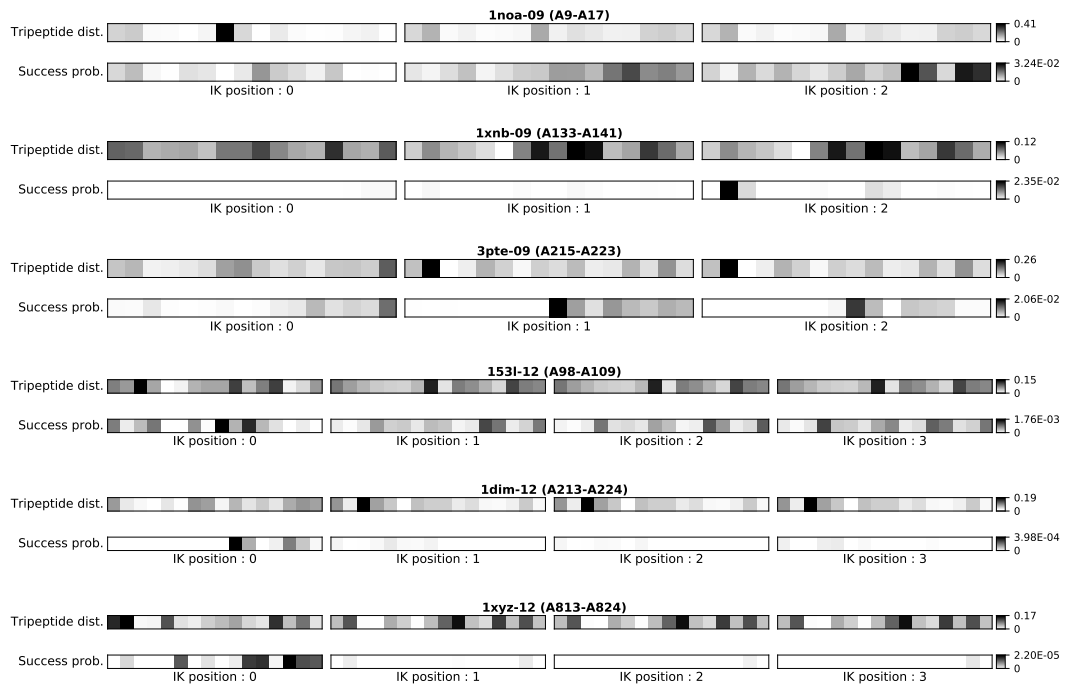 1noa-09 (A9-A17)
Tripeptide dist.
0.41
0
Success prob.
3.24E-02
0
IK position : 0
IK position : 1
IK position : 2
1xnb-09 (A133-A141)
Tripeptide dist.
0.12
0
Success prob.
2.35E-02
0
IK position : 0
IK position : 1
IK position : 2
3pte-09 (A215-A223)
Tripeptide dist.
0.26
0
Success prob.
2.06E-02
0
IK position : 0
IK position : 1
IK position : 2
153l-12 (A98-A109)
Tripeptide dist.
0.15
0
Success prob.
1.76E-03
0
IK position : 0
IK position : 1
IK position : 2
IK position : 3
1dim-12 (A213-A224)
Tripeptide dist.
0.19
0
Success prob.
3.98E-04
0
IK position : 0
IK position : 1
IK position : 2
IK position : 3
1xyz-12 (A813-A824)
Tripeptide dist.
0.17
0
Success prob.
2.20E-05
0
IK position : 0
IK position : 1
IK position : 2
IK position : 3